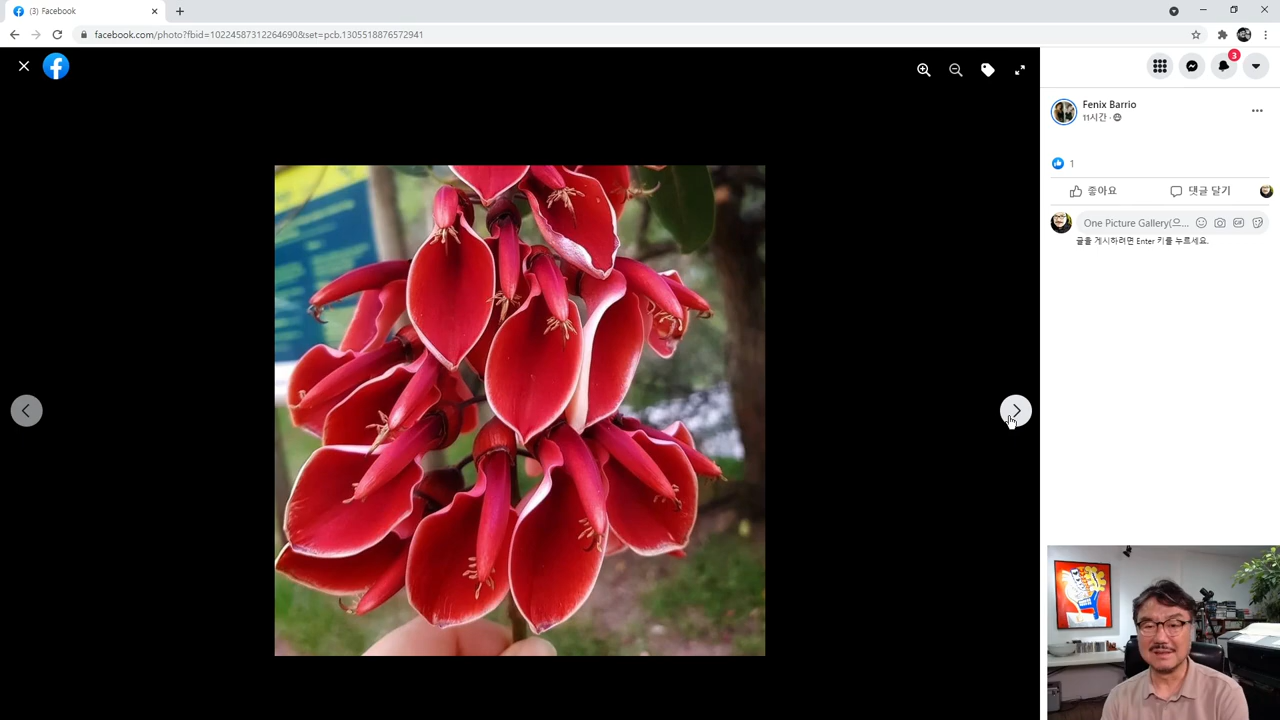 (3) Facebook
facebook.com/photo?fbid=10224587312264690&set=pcb.1305518876572941
3
Fenix Barrio
11시간 ·
1
좋아요
댓글 달기
One Picture Gallery(으...
글을 게시하려면 Enter 키를 누르세요.